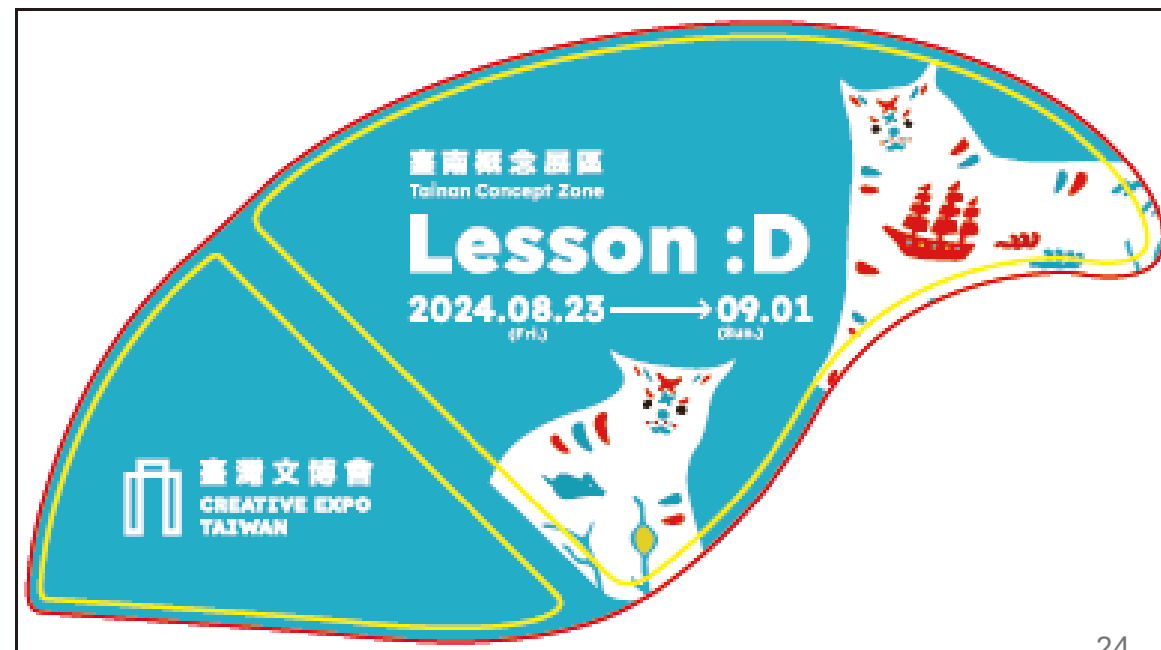 臺南概念展區
Tainan Concept Zone
Lesson :D
2024.08.23 → 09.01
(Fri.) (Sun.)
臺灣文博會
CREATIVE EXPO
TAIWAN
24